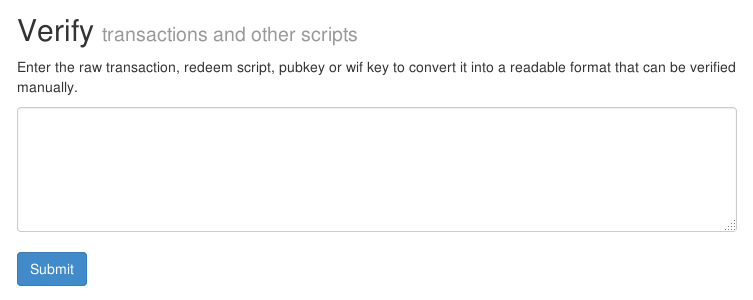 Verify transactions and other scripts
Enter the raw transaction, redeem script, pubkey or wif key to convert it into a readable format that can be verified
manually.
Submit